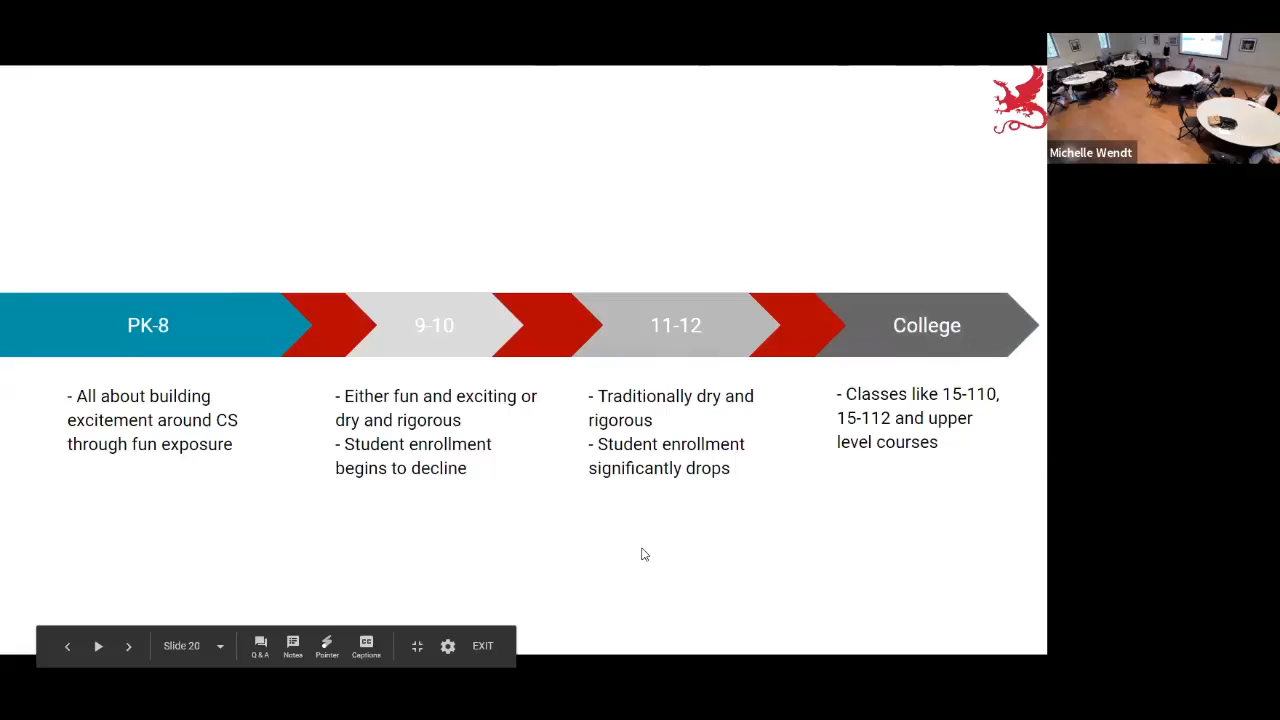 Michelle Wendt
PK-8
9-10
11-12
College
- All about building
excitement around CS
through fun exposure
- Either fun and exciting or
dry and rigorous
- Student enrollment
begins to decline
- Traditionally dry and
rigorous
- Student enrollment
significantly drops
- Classes like 15-110,
15-112 and upper
level courses
Slide 20
Q & A
Notes
Pointer
CC
Captions
EXIT